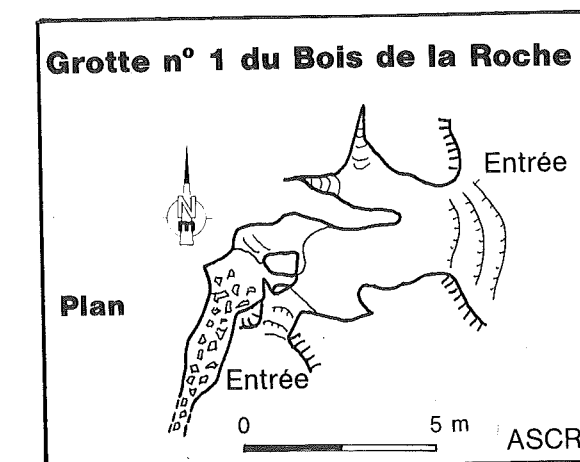 Grotte nº 1 du Bois de la Roche
Entrée
N
Plan
Entrée
0 5 m
ASCR